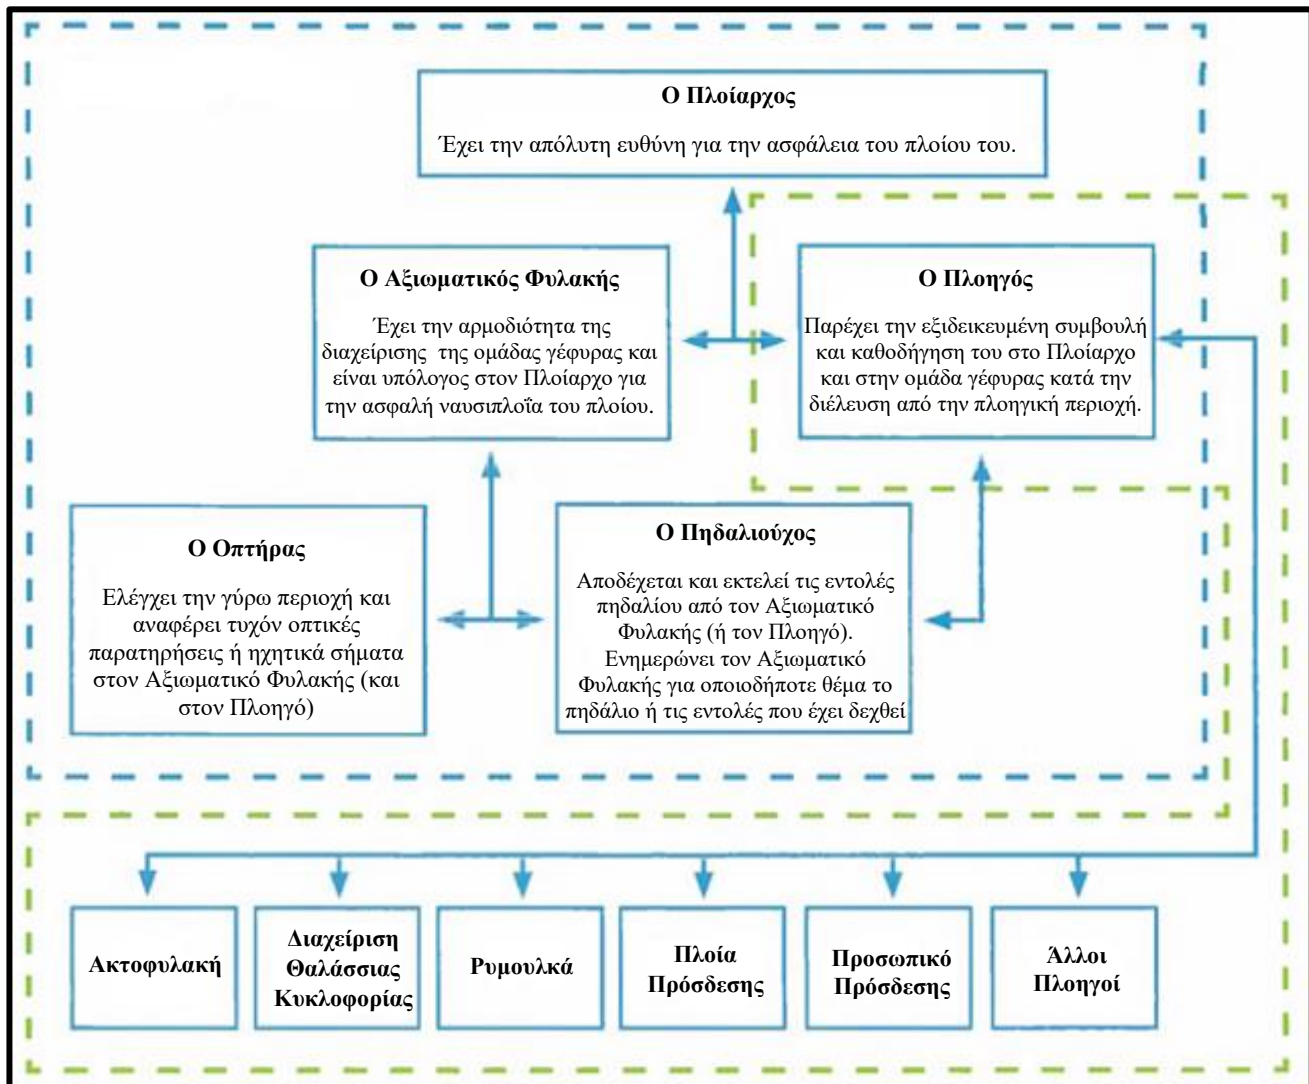 Ο Πλοίαρχος
Έχει την απόλυτη ευθύνη για την ασφάλεια του πλοίου του.
Ο Αξιωματικός Φυλακής
Έχει την αρμοδιότητα της
διαχείρισης της ομάδας γέφυρας και
είναι υπόλογος στον Πλοίαρχο για
την ασφαλή ναυσιπλοΐα του πλοίου.
Ο Πλοηγός
Παρέχει την εξιδεικευμένη συμβουλή
και καθοδήγηση του στο Πλοίαρχο
και στην ομάδα γέφυρας κατά την
διέλευση από την πλοηγική περιοχή.
Ο Οπτήρας
Ελέγχει την γύρω περιοχή και
αναφέρει τυχόν οπτικές
παρατηρήσεις ή ηχητικά σήματα
στον Αξιωματικό Φυλακής (και
στον Πλοηγό)
Ο Πηδαλιούχος
Αποδέχεται και εκτελεί τις εντολές
πηδαλίου από τον Αξιωματικό
Φυλακής (ή τον Πλοηγό).
Ενημερώνει τον Αξιωματικό
Φυλακής για οποιοδήποτε θέμα το
πηδάλιο ή τις εντολές που έχει δεχθεί
Ακτοφυλακή
Διαχείριση
Θαλάσσιας
Κυκλοφορίας
Ρυμουλκά
Πλοία
Πρόσδεσης
Προσωπικό
Πρόσδεσης
Άλλοι
Πλοηγοί